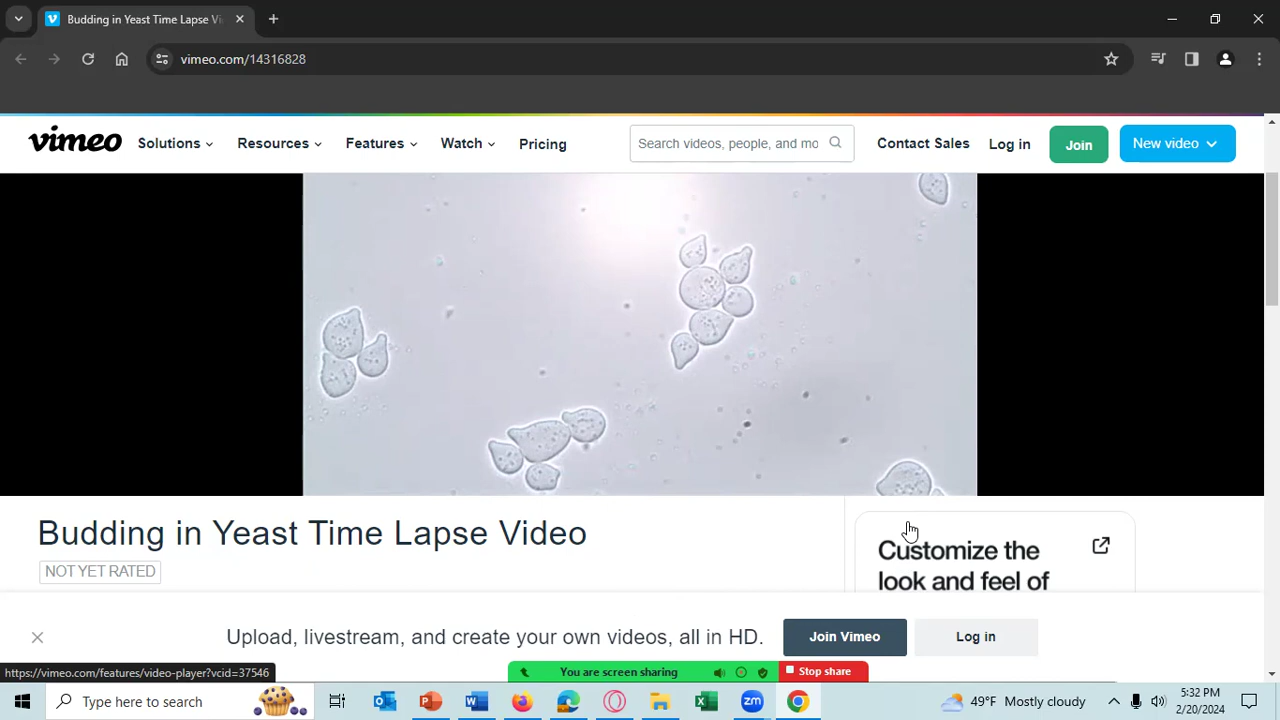 Budding in Yeast Time Lapse Vi
vimeo.com/14316828
vimeo Solutions Resources Features Watch Pricing Search videos, people, and mo Contact Sales Log in Join New video
Budding in Yeast Time Lapse Video
NOT YET RATED
Customize the
look and feel of
Upload, livestream, and create your own videos, all in HD. Join Vimeo Log in
https://vimeo.com/features/video-player?vcid=37546
You are screen sharing Stop share
Type here to search
49°F Mostly cloudy
5:32 PM
2/20/2024